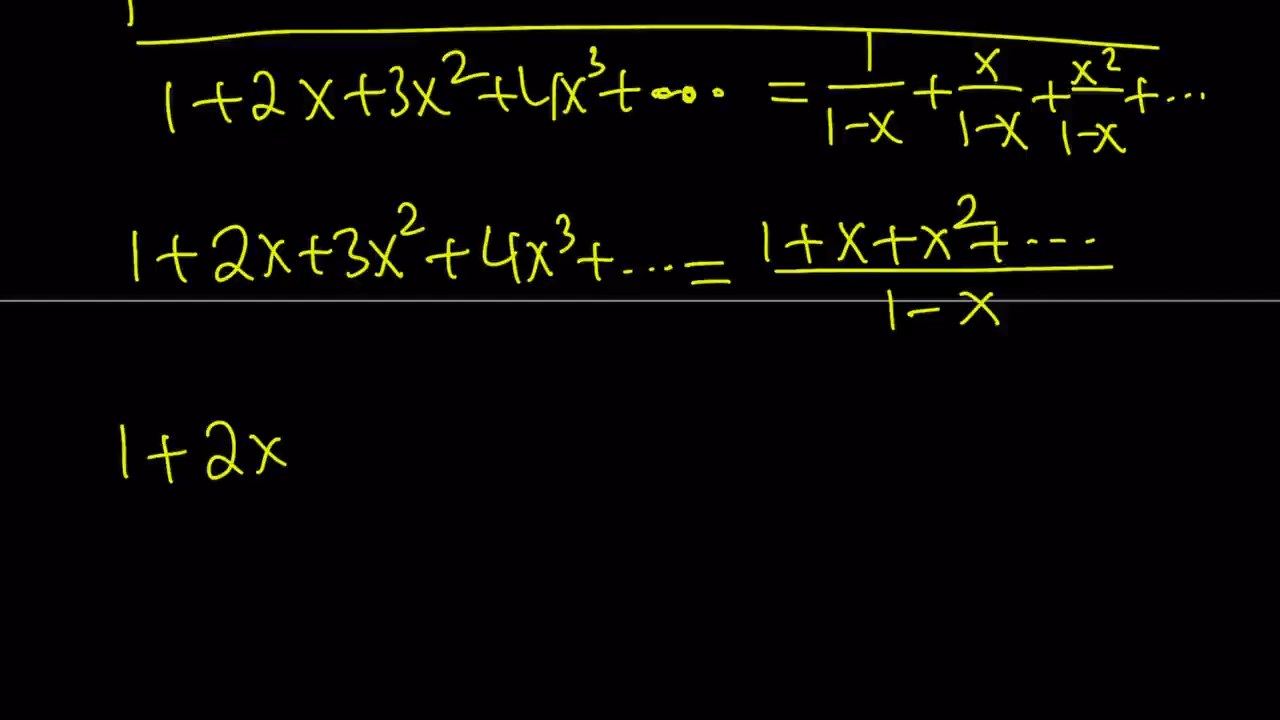 1+2x+3x²+4x³+.... = 1/(1-x) + x/(1-x) + x²/(1-x) + ...
1+2x+3x²+4x³+... = (1+x+x²+...)/(1-x)
1+2x